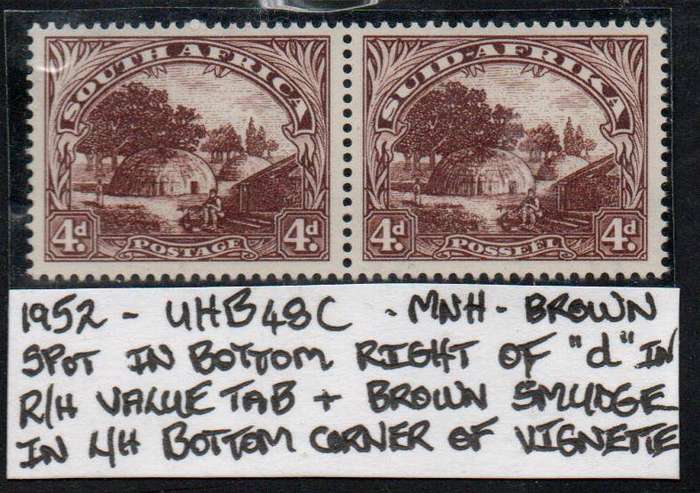 SOUTH AFRICA SUID-AFRIKA
4d. POSTAGE 4d. 4d. POSSEËL 4d.
1952 - UHB48C - MNH - BROWN
SPOT IN BOTTOM RIGHT OF "d" IN
R/H VALUE TAB + BROWN SMUDGE
IN L/H BOTTOM CORNER OF VIGNETTE